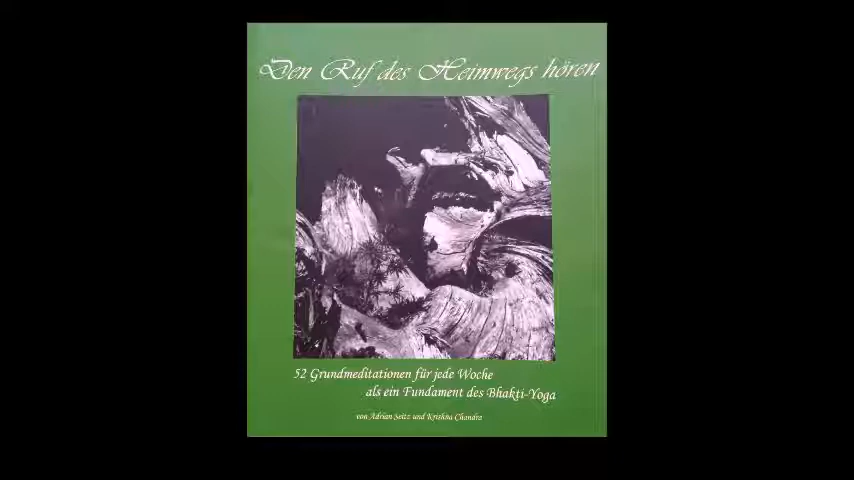 Den Ruf des Heimwegs hören
52 Grundmeditationen für jede Woche
als ein Fundament des Bhakti-Yoga
von Adrian Seitz und Krishna Chandra